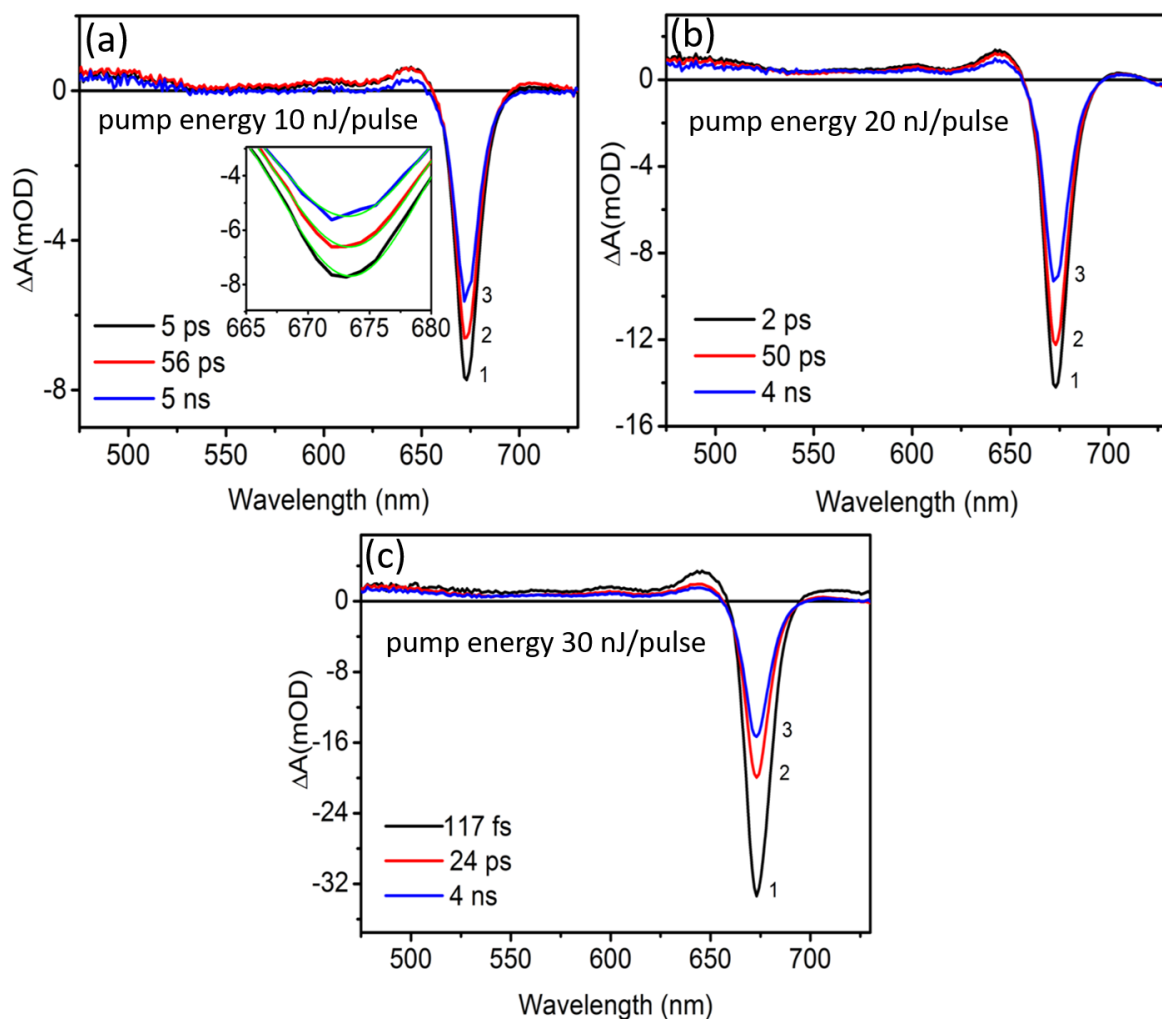 (a)
0
-4
-8
ΔA(mOD)
pump energy 10 nJ/pulse
-4
-6
-8
665 670 675 680
5 ps
56 ps
5 ns
3
2
1
500 550 600 650 700
Wavelength (nm)
(b)
0
-4
-8
-12
-16
ΔA(mOD)
pump energy 20 nJ/pulse
2 ps
50 ps
4 ns
3
2
1
500 550 600 650 700
Wavelength (nm)
(c)
0
-8
-16
-24
-32
ΔA(mOD)
pump energy 30 nJ/pulse
117 fs
24 ps
4 ns
3
2
1
500 550 600 650 700
Wavelength (nm)